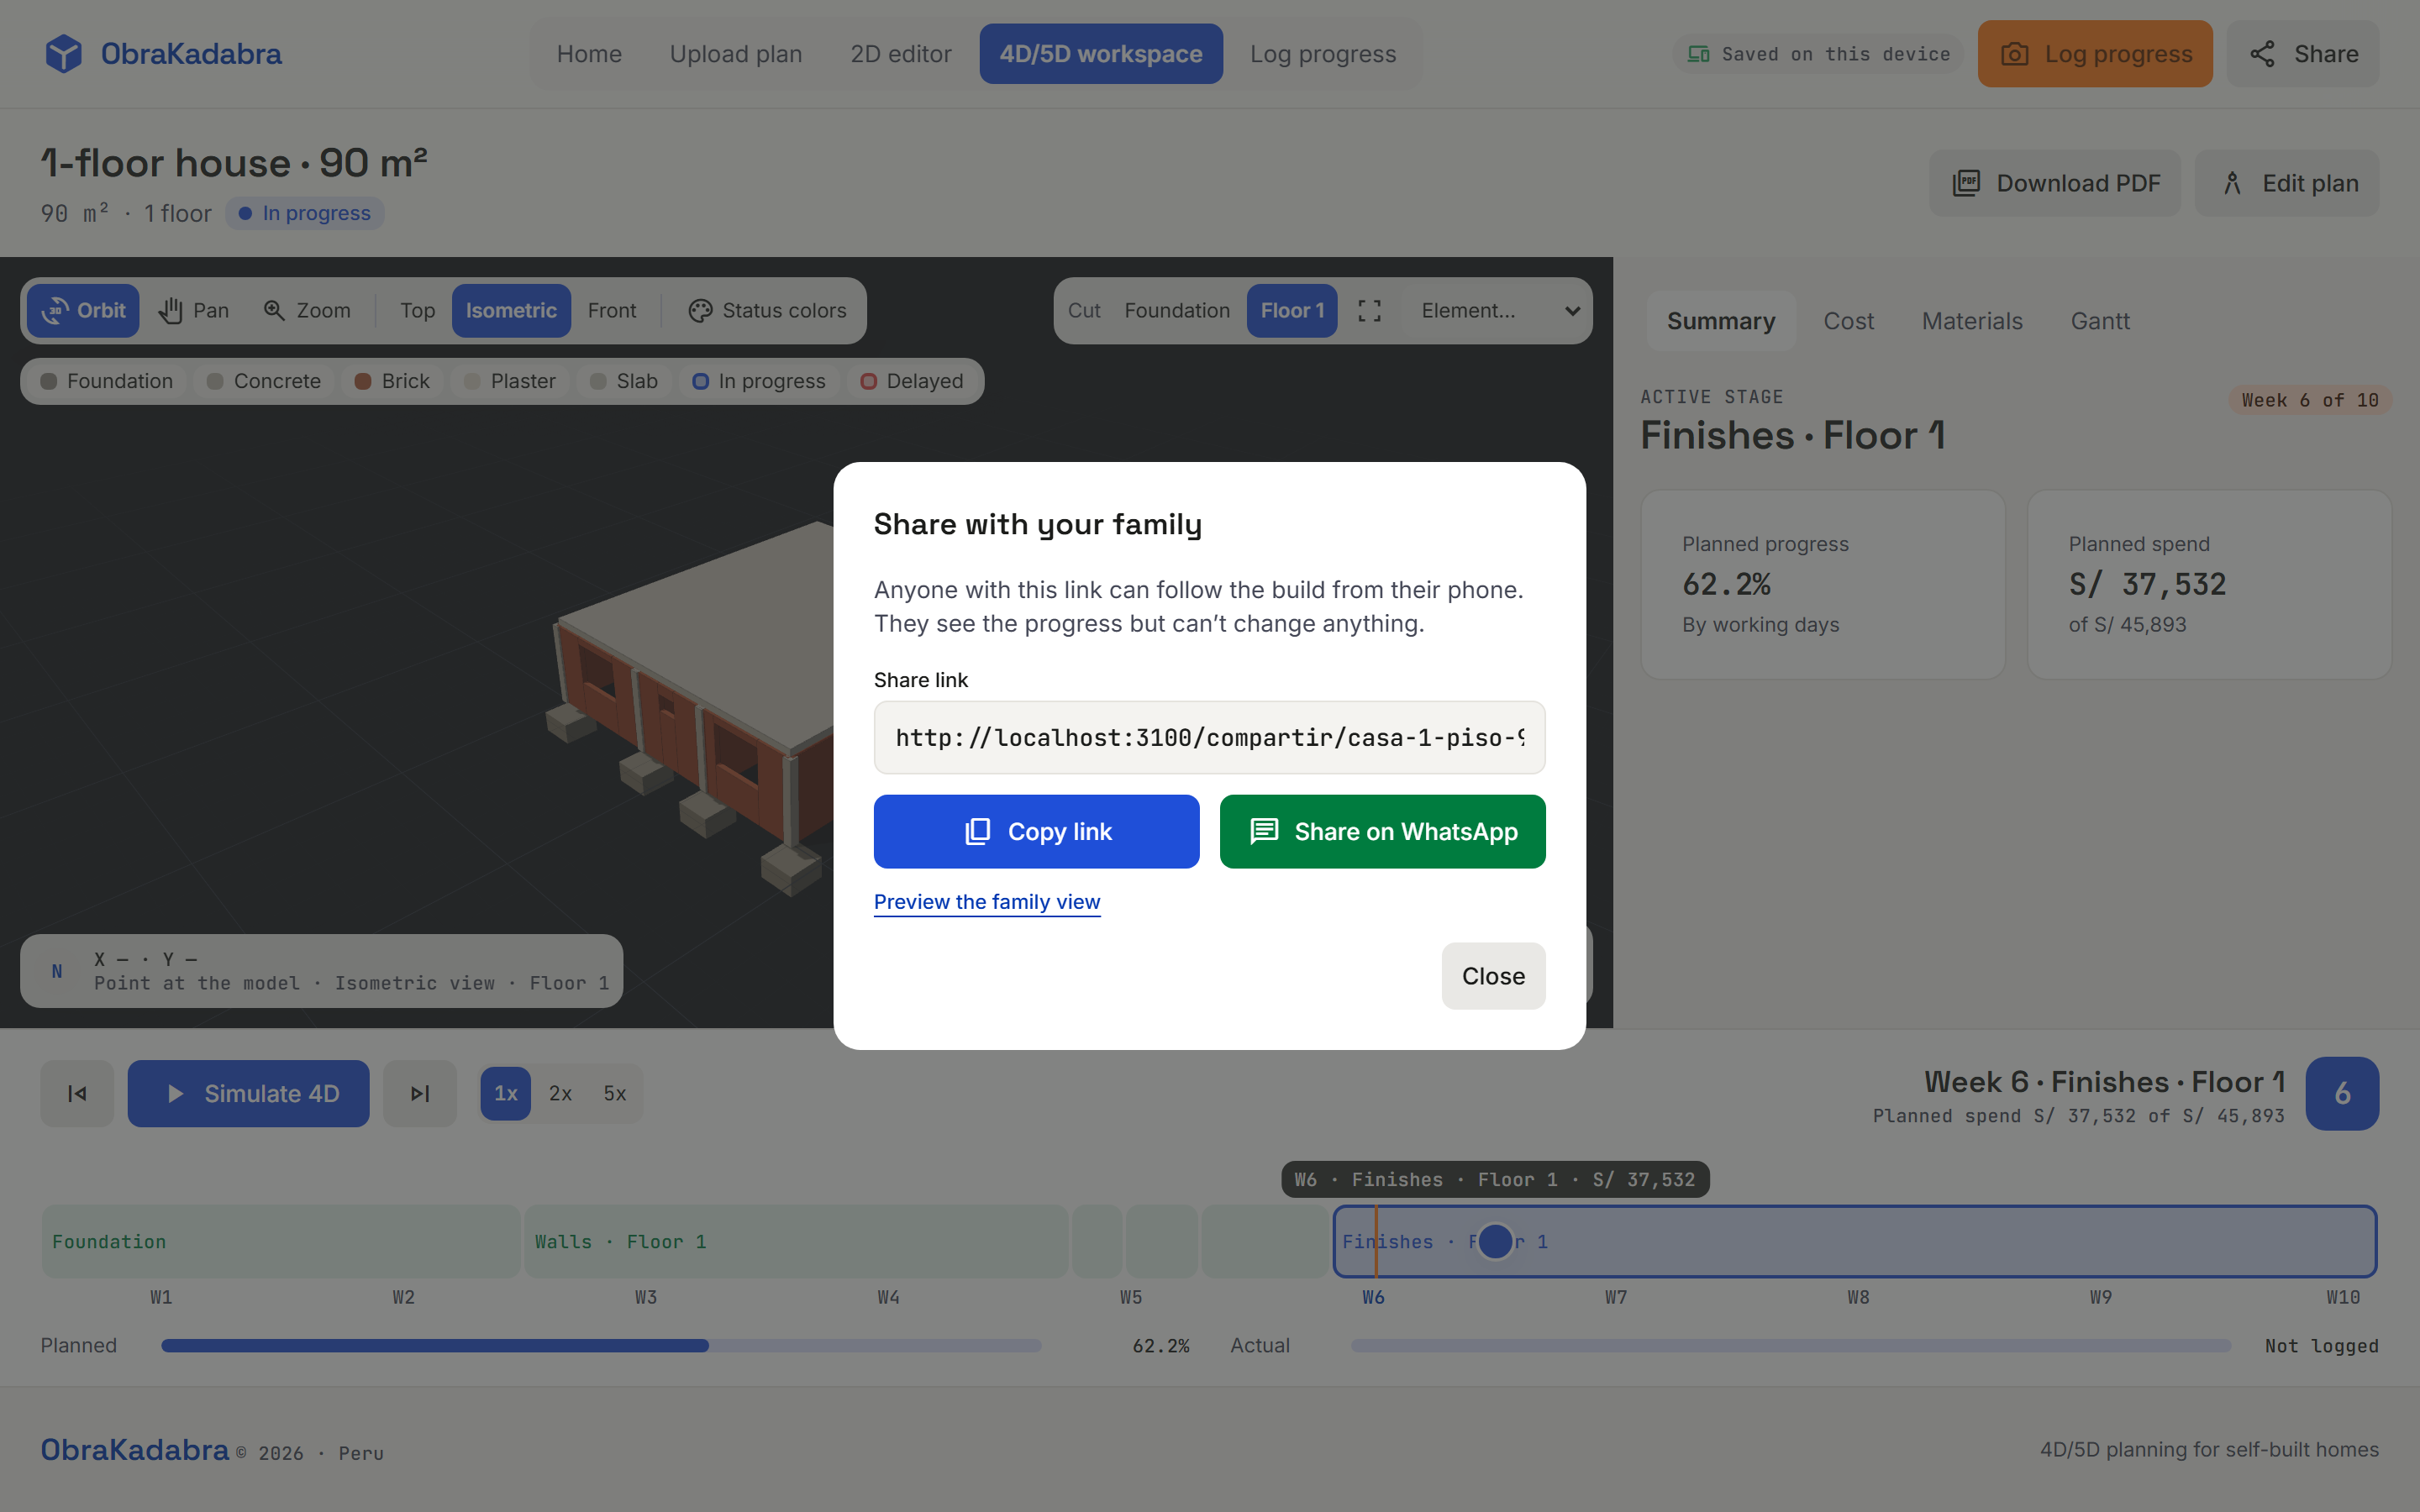 ObraKadabra
Home
Upload plan
2D editor
4D/5D workspace
Log progress
Saved on this device
Log progress
Share
1-floor house · 90 m²
90 m² · 1 floor
In progress
Download PDF
Edit plan
Orbit
Pan
Zoom
Top
Isometric
Front
Status colors
Cut
Foundation
Floor 1
Element...
Foundation
Concrete
Brick
Plaster
Slab
In progress
Delayed
Summary
Cost
Materials
Gantt
ACTIVE STAGE
Week 6 of 10
Finishes · Floor 1
Planned progress
62.2%
By working days
Planned spend
S/ 37,532
of S/ 45,893
Share with your family
Anyone with this link can follow the build from their phone.
They see the progress but can’t change anything.
Share link
http://localhost:3100/compartir/casa-1-piso-9
Copy link
Share on WhatsApp
Preview the family view
Close
N
X — · Y —
Point at the model · Isometric view · Floor 1
Simulate 4D
1x
2x
5x
Week 6 · Finishes · Floor 1
Planned spend S/ 37,532 of S/ 45,893
6
W6 · Finishes · Floor 1 · S/ 37,532
Foundation
Walls · Floor 1
Finishes · F r 1
W1
W2
W3
W4
W5
W6
W7
W8
W9
W10
Planned
62.2%
Actual
Not logged
ObraKadabra © 2026 · Peru
4D/5D planning for self-built homes